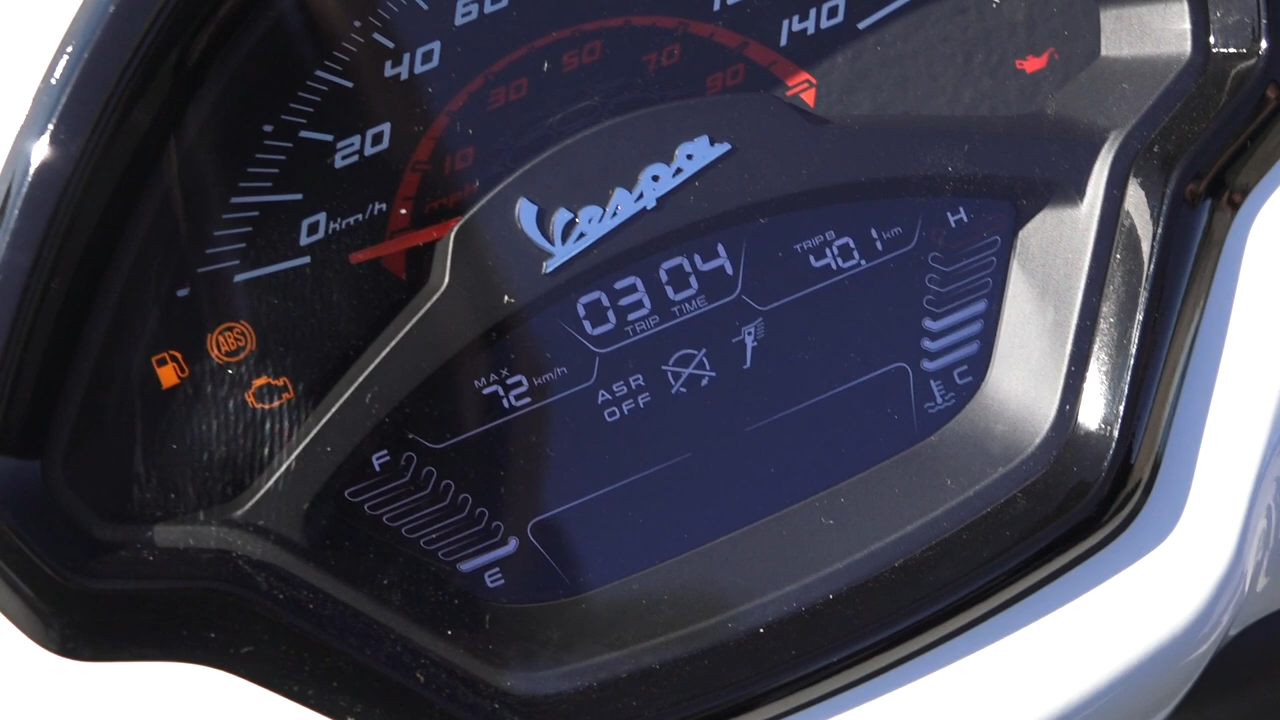 60
140
40
50
70
30
90
20
10
mph
0 km/h
Vespa
H
TRIP B
40.1 km
03 04
TRIP TIME
ABS
MAX
72 km/h
ASR
OFF
C
F
E